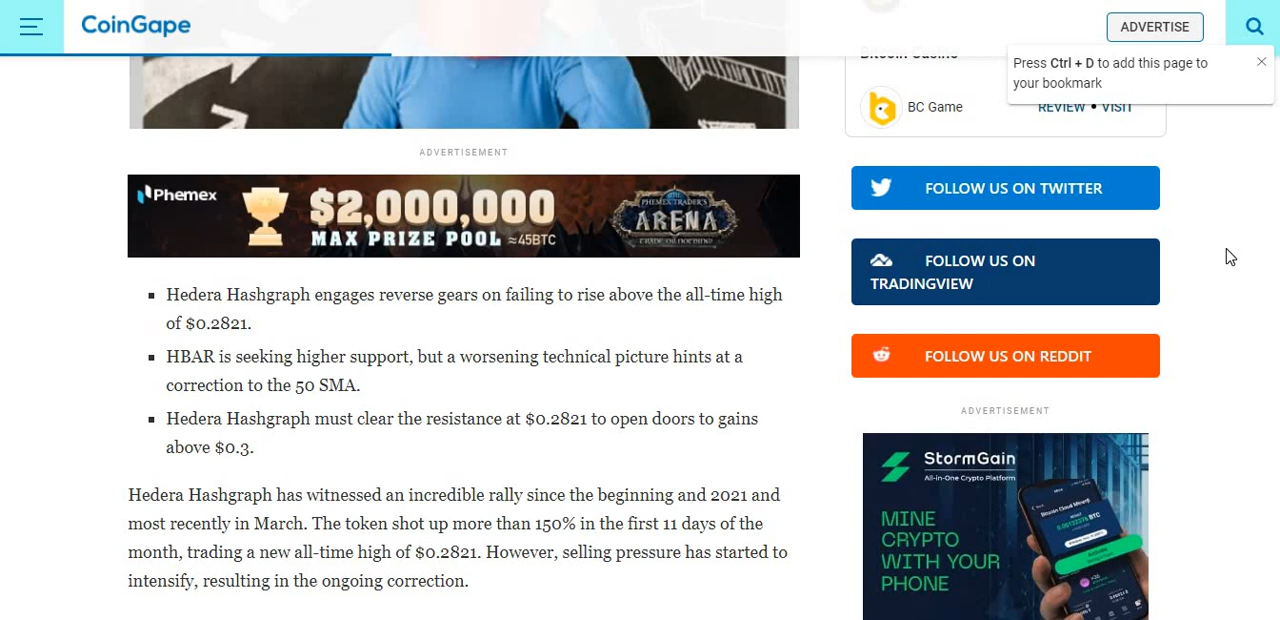 CoinGape
ADVERTISE
Press Ctrl + D to add this page to
your bookmark
BC Game
REVIEW • VISIT
ADVERTISEMENT
Phemex
$2,000,000
MAX PRIZE POOL ≈45BTC
PHEMEX TRADER'S
ARENA
Hedera Hashgraph engages reverse gears on failing to rise above the all-time high
of $0.2821.
HBAR is seeking higher support, but a worsening technical picture hints at a
correction to the 50 SMA.
Hedera Hashgraph must clear the resistance at $0.2821 to open doors to gains
above $0.3.
Hedera Hashgraph has witnessed an incredible rally since the beginning and 2021 and
most recently in March. The token shot up more than 150% in the first 11 days of the
month, trading a new all-time high of $0.2821. However, selling pressure has started to
intensify, resulting in the ongoing correction.
FOLLOW US ON TWITTER
FOLLOW US ON
TRADINGVIEW
FOLLOW US ON REDDIT
ADVERTISEMENT
StormGain
All-in-One Crypto Platform
MINE
CRYPTO
WITH YOUR
PHONE